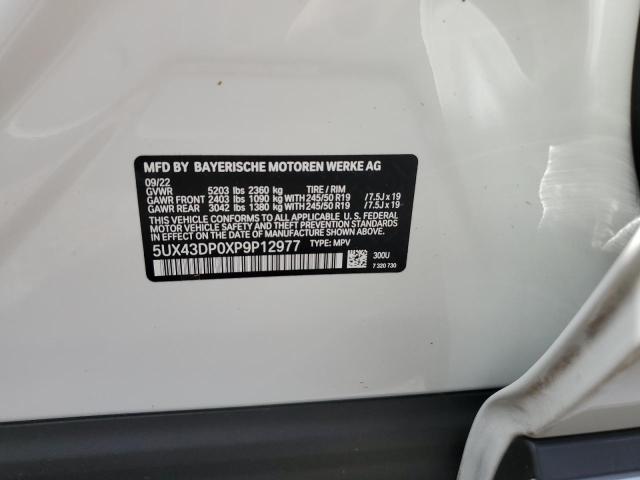 MFD BY BAYERISCHE MOTOREN WERKE AG
09/22
GVWR 5203 lbs 2360 kg TIRE / RIM
GAWR FRONT 2403 lbs 1090 kg WITH 245/50 R19 /7.5J x 19
GAWR REAR 3042 lbs 1380 kg WITH 245/50 R19 /7.5J x 19
THIS VEHICLE CONFORMS TO ALL APPLICABLE U.S. FEDERAL MOTOR
VEHICLE SAFETY AND THEFT PREVENTION STANDARDS IN EFFECT
ON THE DATE OF MANUFACTURE SHOWN ABOVE.
5UX43DP0XP9P12977 TYPE: MPV
300U
7 320 730